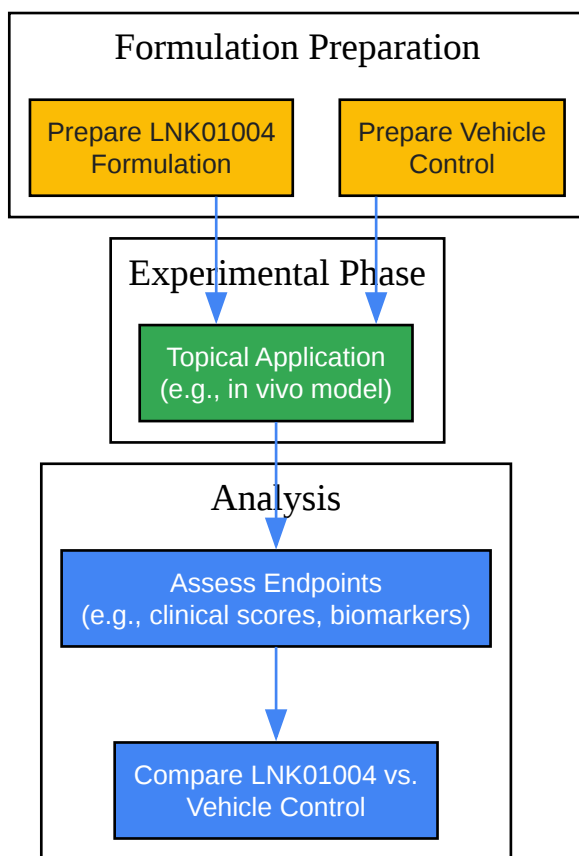 Formulation Preparation
Prepare LNK01004
Formulation
Prepare Vehicle
Control
Experimental Phase
Topical Application
(e.g., in vivo model)
Analysis
Assess Endpoints
(e.g., clinical scores, biomarkers)
Compare LNK01004 vs.
Vehicle Control